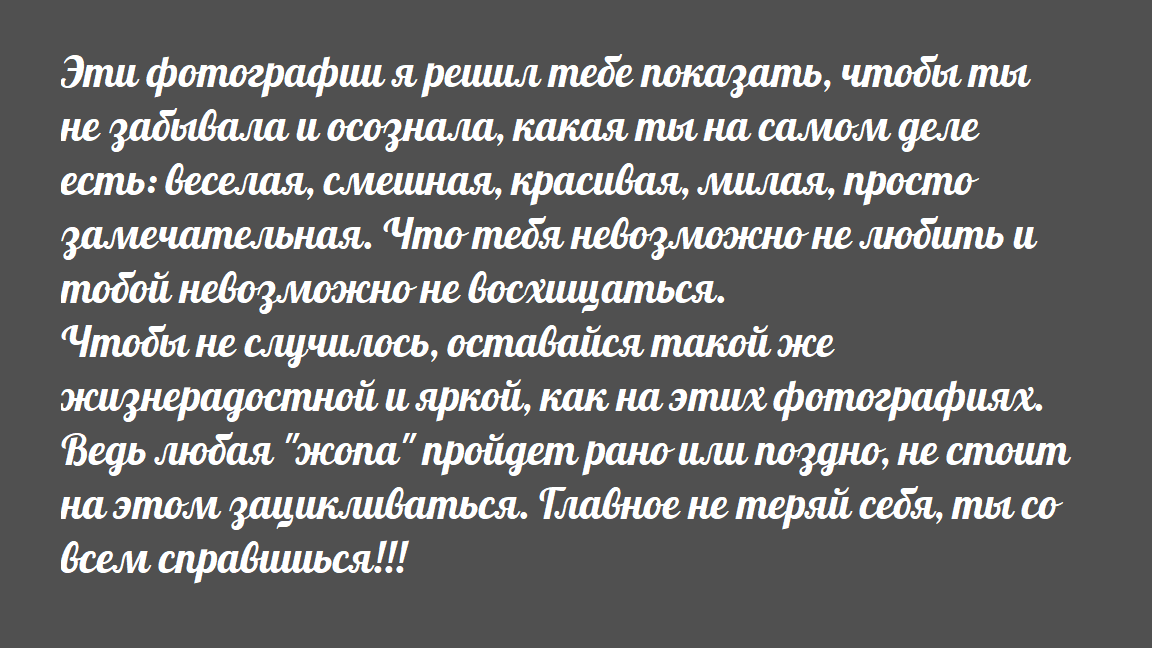 Эти фотографии я решил тебе показать, чтобы ты
не забывала и осознала, какая ты на самом деле
есть: веселая, смешная, красивая, милая, просто
замечательная. Что тебя невозможно не любить и
тобой невозможно не восхищаться.
Чтобы не случилось, оставайся такой же
жизнерадостной и яркой, как на этих фотографиях.
Ведь любая "жопа" пройдет рано или поздно, не стоит
на этом зацикливаться. Главное не теряй себя, ты со
всем справишься!!!